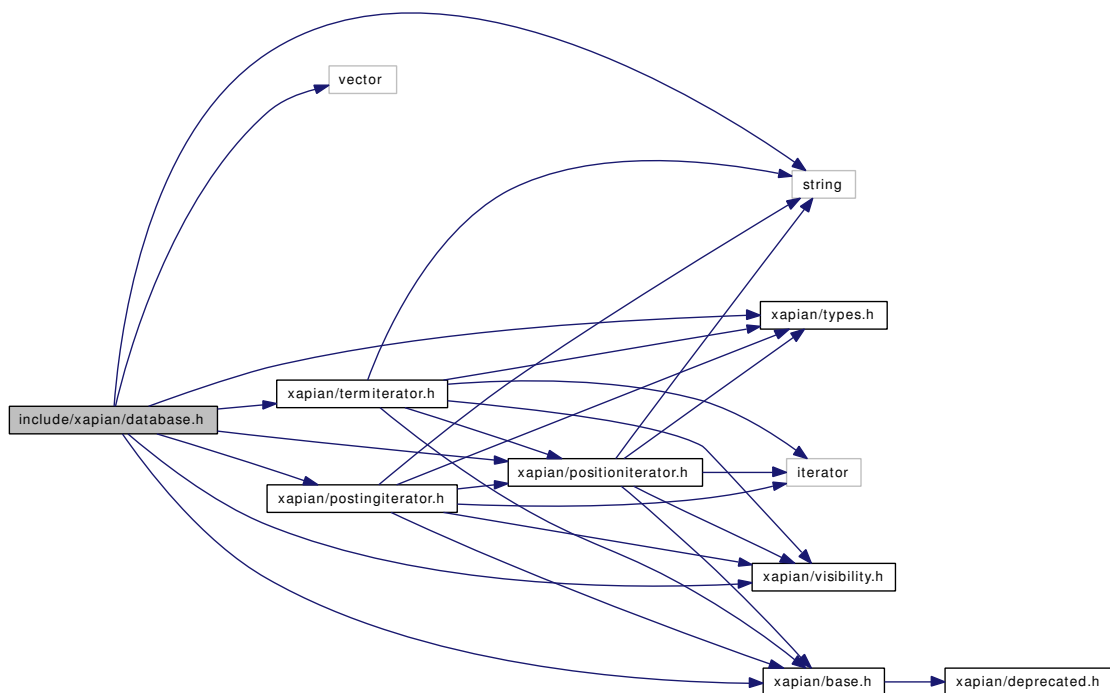 vector
string
xapian/types.h
xapian/termiterator.h
include/xapian/database.h
xapian/positioniterator.h
iterator
xapian/postingiterator.h
xapian/visibility.h
xapian/base.h
xapian/deprecated.h